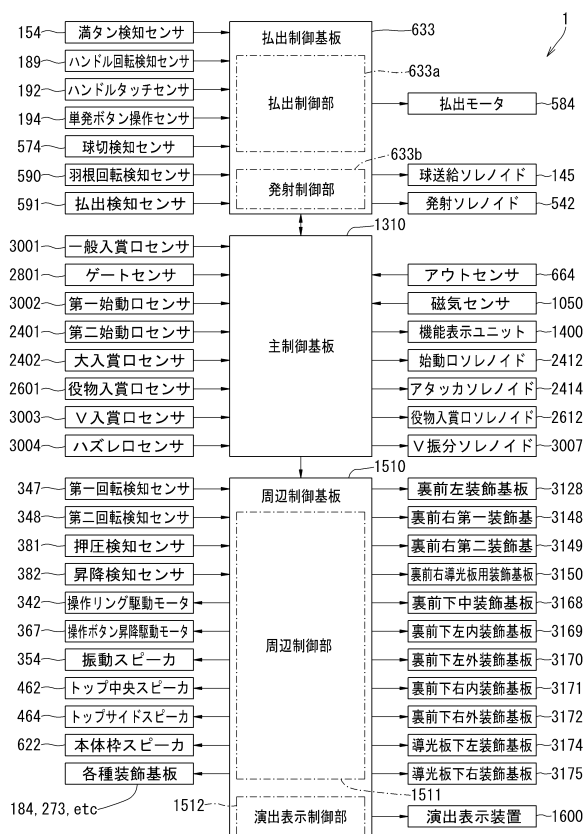 1
154 満タン検知センサ
189 ハンドル回転検知センサ
192 ハンドルタッチセンサ
194 単発ボタン操作センサ
574 球切検知センサ
590 羽根回転検知センサ
591 払出検知センサ
払出制御基板 633
633a
払出制御部
633b
発射制御部
払出モータ 584
球送給ソレノイド 145
発射ソレノイド 542
1310
3001 一般入賞口センサ
2801 ゲートセンサ
3002 第一始動口センサ
2401 第二始動口センサ
2402 大入賞口センサ
2601 役物入賞口センサ
3003 V入賞口センサ
3004 ハズレ口センサ
主制御基板
アウトセンサ 664
磁気センサ 1050
機能表示ユニット 1400
始動口ソレノイド 2412
アタッカソレノイド 2414
役物入賞口ソレノイド 2612
V振分ソレノイド 3007
1510
347 第一回転検知センサ
348 第二回転検知センサ
381 押圧検知センサ
382 昇降検知センサ
342 操作リング駆動モータ
367 操作ボタン昇降駆動モータ
354 振動スピーカ
462 トップ中央スピーカ
464 トップサイドスピーカ
622 本体枠スピーカ
各種装飾基板
184, 273, etc
周辺制御基板
周辺制御部
1511
1512
演出表示制御部
裏前左装飾基板 3128
裏前右第一装飾基 3148
裏前右第二装飾基 3149
裏前右導光板用装飾基板 3150
裏前下中装飾基板 3168
裏前下左内装飾基板 3169
裏前下左外装飾基板 3170
裏前下右内装飾基板 3171
裏前下右外装飾基板 3172
導光板下左装飾基板 3174
導光板下右装飾基板 3175
演出表示装置 1600